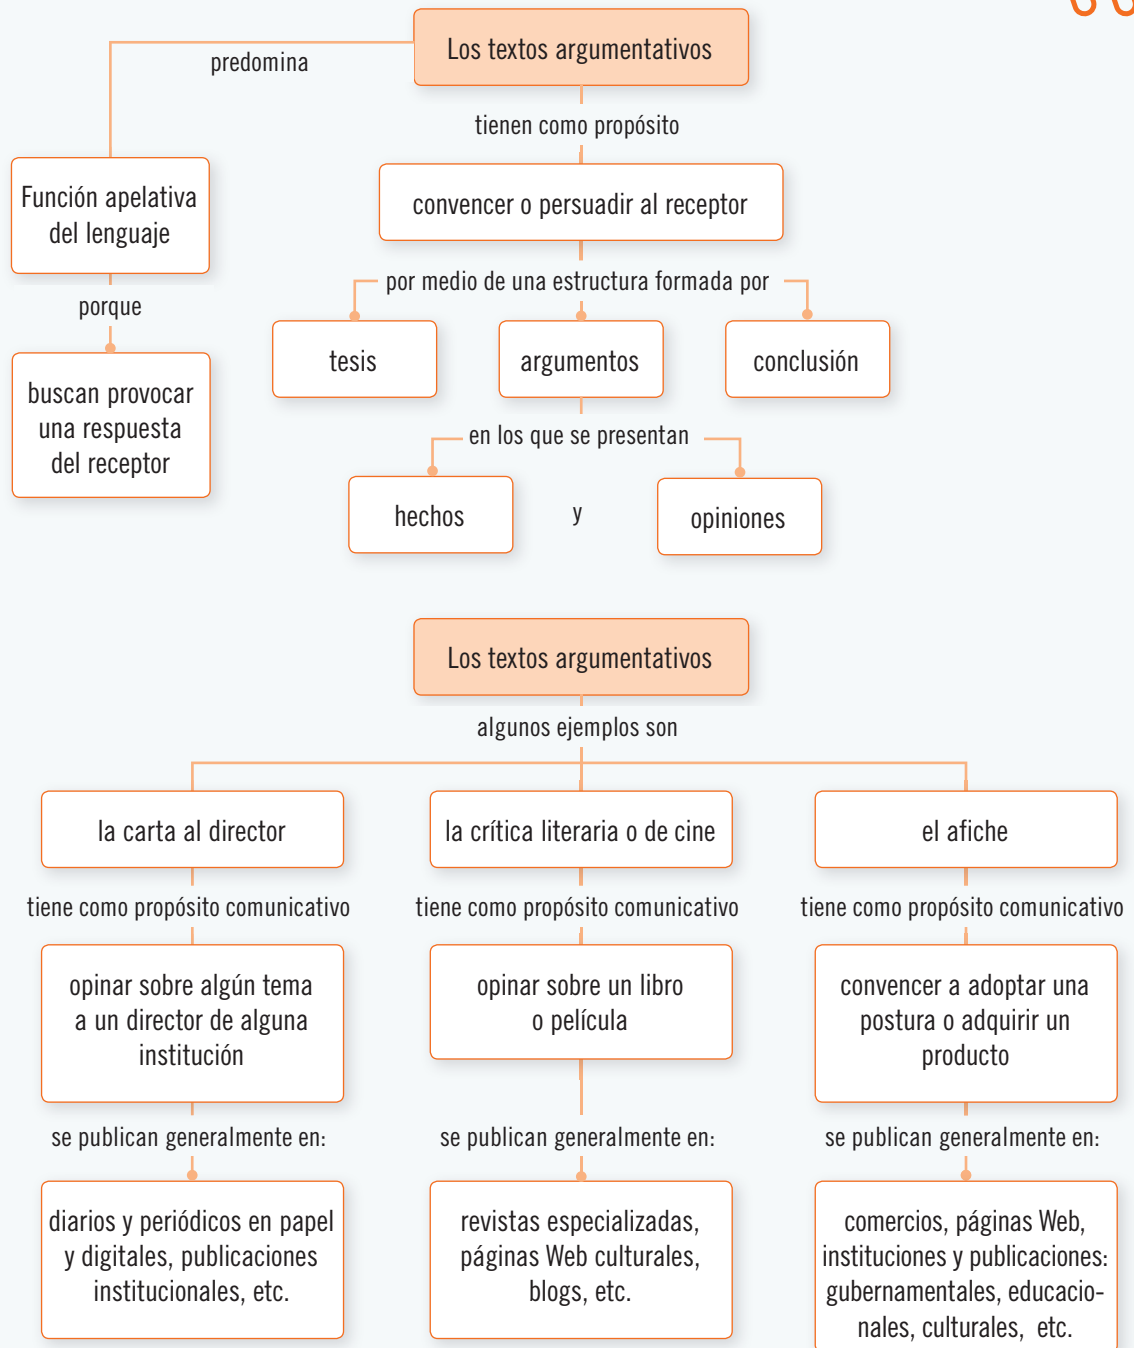 Los textos argumentativos
predomina
tienen como propósito
Función apelativa
del lenguaje
convencer o persuadir al receptor
porque
por medio de una estructura formada por
buscan provocar
una respuesta
del receptor
tesis
argumentos
conclusión
en los que se presentan
hechos
y
opiniones
Los textos argumentativos
algunos ejemplos son
la carta al director
la crítica literaria o de cine
el afiche
tiene como propósito comunicativo
tiene como propósito comunicativo
tiene como propósito comunicativo
opinar sobre algún tema
a un director de alguna
institución
opinar sobre un libro
o película
convencer a adoptar una
postura o adquirir un
producto
se publican generalmente en:
se publican generalmente en:
se publican generalmente en:
diarios y periódicos en papel
y digitales, publicaciones
institucionales, etc.
revistas especializadas,
páginas Web culturales,
blogs, etc.
comercios, páginas Web,
instituciones y publicaciones:
gubernamentales, educacio-
nales, culturales, etc.